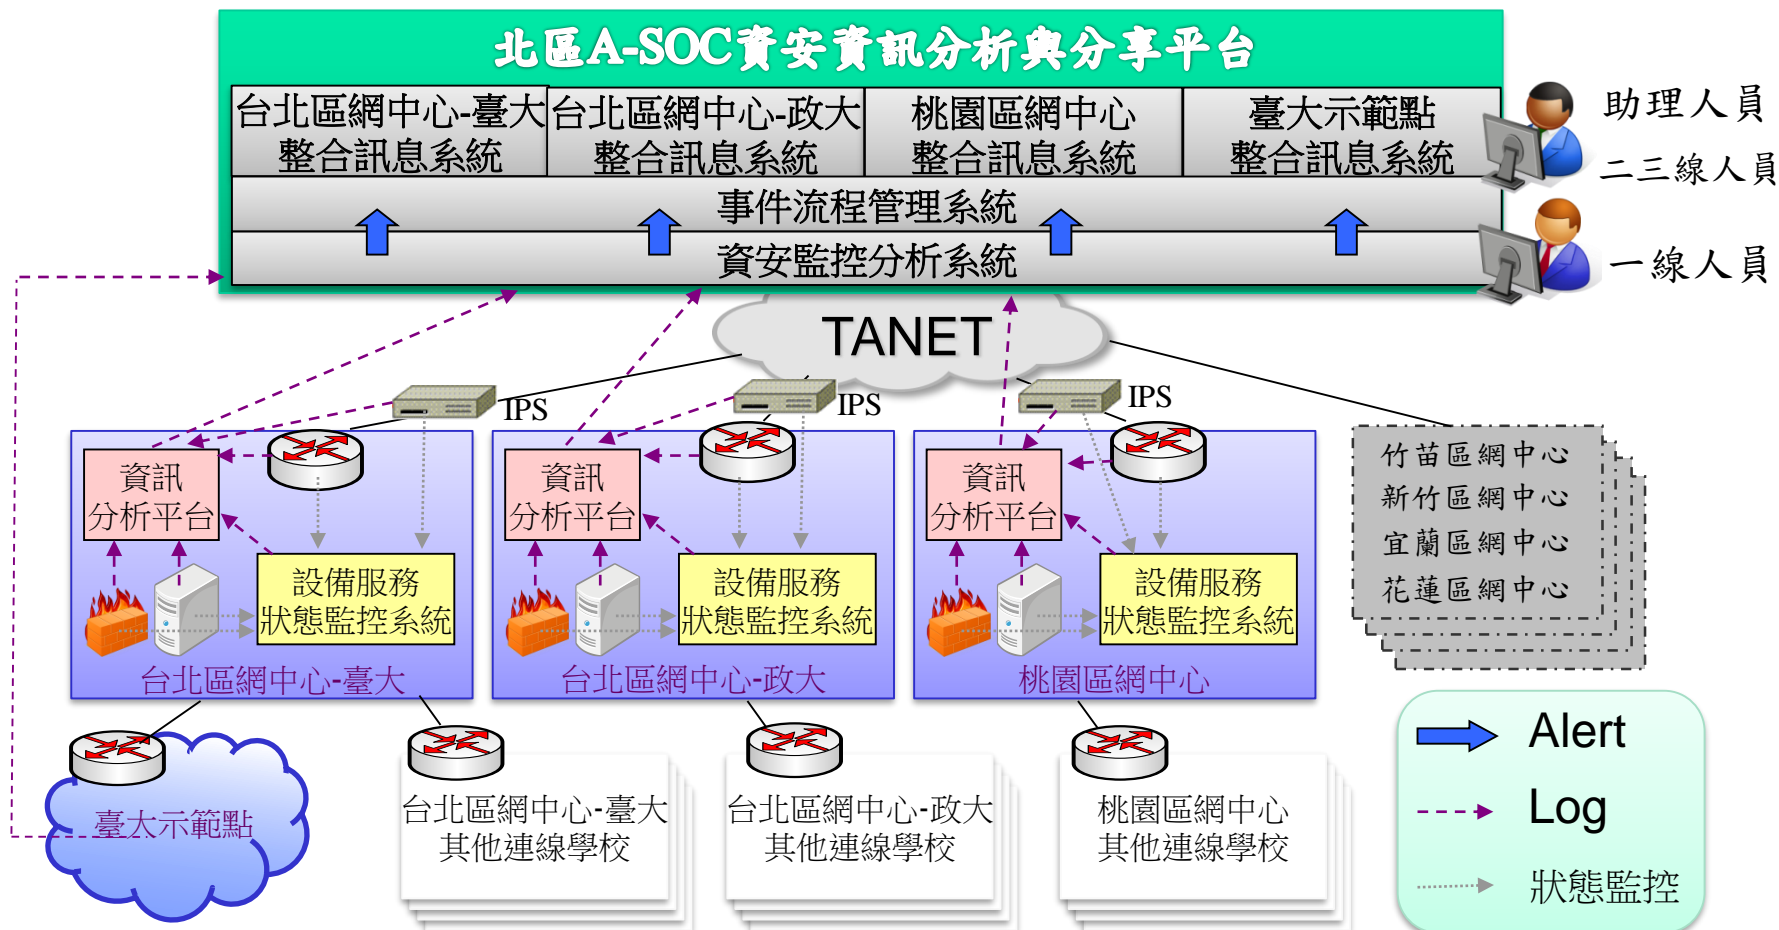 北區A-SOC資安資訊分析與分享平台
台北區網中心-臺大
整合訊息系統
台北區網中心-政大
整合訊息系統
桃園區網中心
整合訊息系統
臺大示範點
整合訊息系統
助理人員
二三線人員
事件流程管理系統
資安監控分析系統
一線人員
TANET
IPS
IPS
IPS
資訊
分析平台
設備服務
狀態監控系統
台北區網中心-臺大
資訊
分析平台
設備服務
狀態監控系統
台北區網中心-政大
資訊
分析平台
設備服務
狀態監控系統
桃園區網中心
竹苗區網中心
新竹區網中心
宜蘭區網中心
花蓮區網中心
臺大示範點
台北區網中心-臺大
其他連線學校
台北區網中心-政大
其他連線學校
桃園區網中心
其他連線學校
Alert
Log
狀態監控